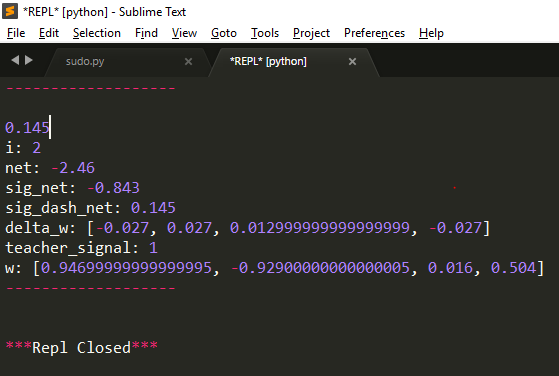 *REPL* [python] - Sublime Text
File Edit Selection Find View Goto Tools Project Preferences Help
sudo.py × *REPL* [python] ×
-------------------
0.145
i: 2
net: -2.46
sig_net: -0.843
sig_dash_net: 0.145
delta_w: [-0.027, 0.027, 0.012999999999999999, -0.027]
teacher_signal: 1
w: [0.94699999999999995, -0.92900000000000005, 0.016, 0.504]
-------------------
***Repl Closed***